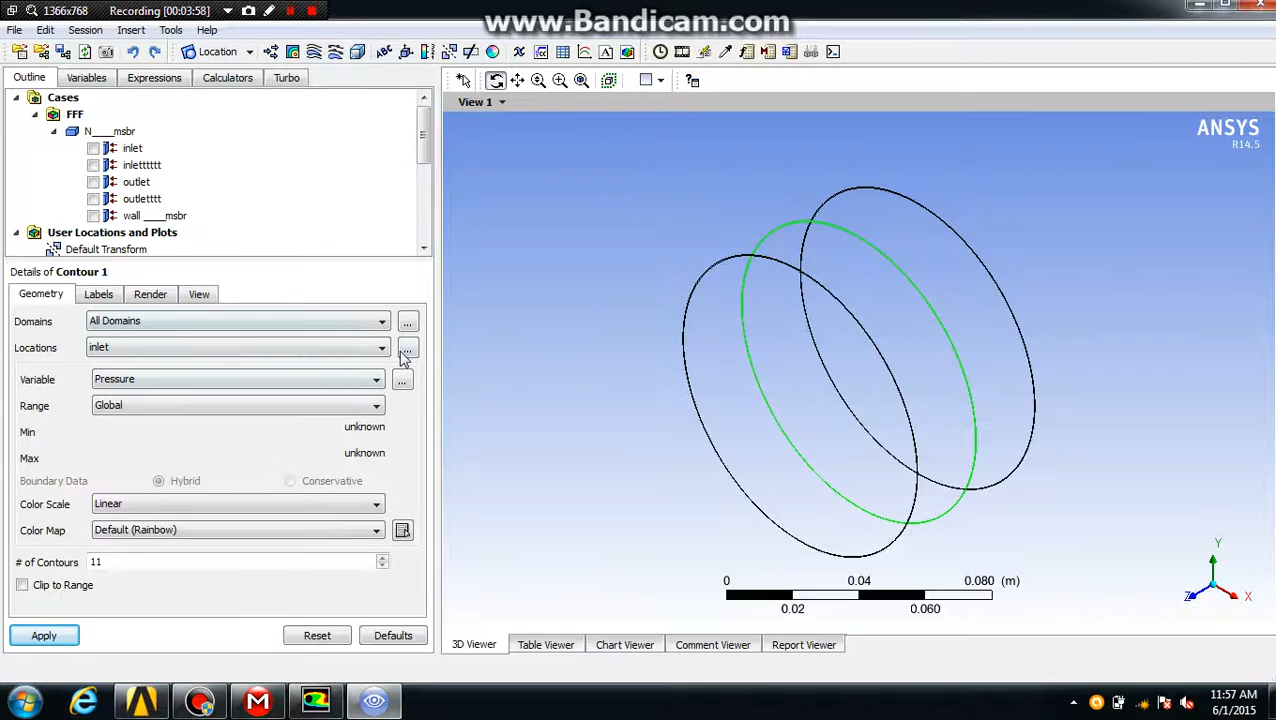 1366x768 Recording [00:03:58]
www.Bandicam.com
File Edit Session Insert Tools Help
Location
Outline Variables Expressions Calculators Turbo
Cases
FFF
N____msbr
inlet
inletttttt
outlet
outletttt
wall ____msbr
User Locations and Plots
Default Transform
Details of Contour 1
Geometry Labels Render View
Domains All Domains ...
Locations inlet ...
Variable Pressure ...
Range Global
Min unknown
Max unknown
Boundary Data Hybrid Conservative
Color Scale Linear
Color Map Default (Rainbow)
# of Contours 11
Clip to Range
Apply Reset Defaults
View 1
ANSYS
R14.5
0 0.04 0.080 (m)
0.02 0.060
Y
Z X
3D Viewer Table Viewer Chart Viewer Comment Viewer Report Viewer
11:57 AM
6/1/2015